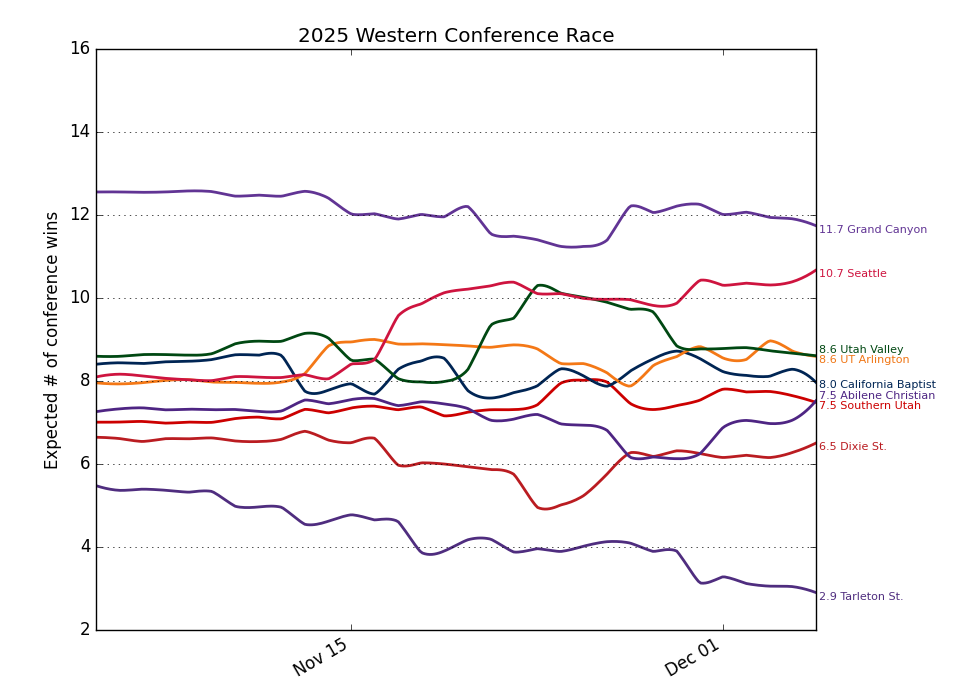 2025 Western Conference Race
Expected # of conference wins
16
14
12
10
8
6
4
2
Nov 15
Dec 01
11.7 Grand Canyon
10.7 Seattle
8.6 Utah Valley
8.6 UT Arlington
8.0 California Baptist
7.5 Abilene Christian
7.5 Southern Utah
6.5 Dixie St.
2.9 Tarleton St.